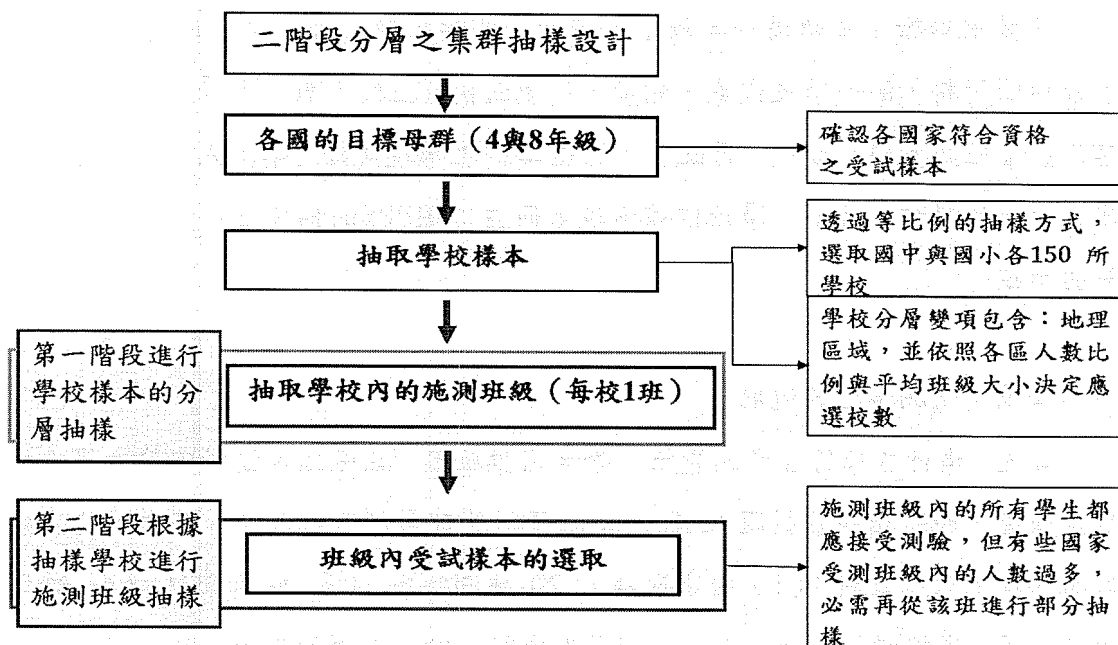 二階段分層之集群抽樣設計
各國的目標母群（4與8年級）
確認各國家符合資格
之受試樣本
抽取學校樣本
透過等比例的抽樣方式，
選取國中與國小各150 所
學校
學校分層變項包含：地理
區域，並依照各區人數比
例與平均班級大小決定應
選校數
第一階段進行
學校樣本的分
層抽樣
抽取學校內的施測班級（每校1班）
第二階段根據
抽樣學校進行
施測班級抽樣
班級內受試樣本的選取
施測班級內的所有學生都
應接受測驗，但有些國家
受測班級內的人數過多，
必需再從該班進行部分抽
樣